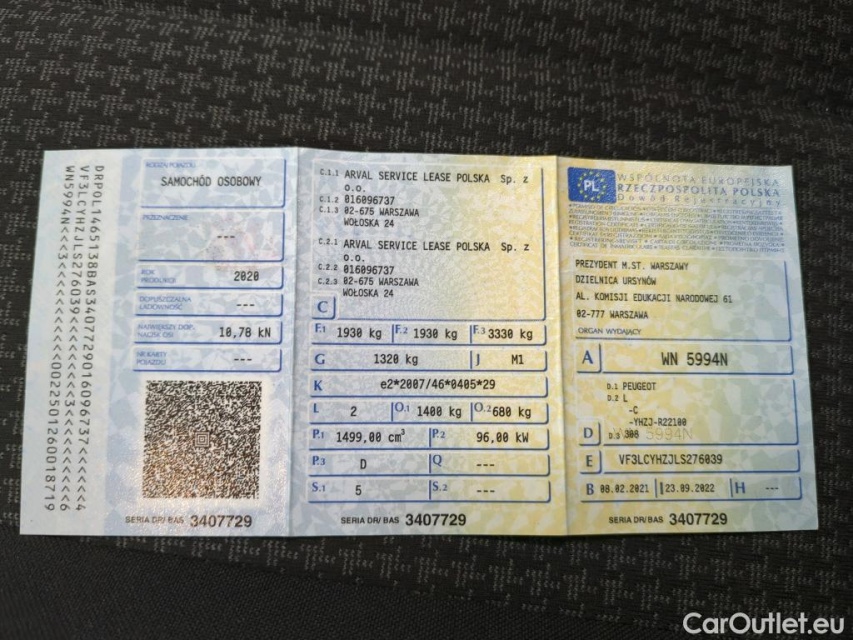 DRPOL1465138BAS3407729016096737<<<<<<4
VF3LCYHZJLS276039<<<<<<<<<<<
WN5994N<<<3<<<<<<<<002250126001871 9
RODZAJ POJAZDU
SAMOCHÓD OSOBOWY
PRZEZNACZENIE
---
ROK PRODUKCJI
2020
DOPUSZCZALNA ŁADOWNOŚĆ
---
NAJWIĘKSZY DOP. NACISK OSI
10,78 kN
NR KARTY POJAZDU
---
SERIA DR/ BAS 3407729
C.1.1 ARVAL SERVICE LEASE POLSKA Sp. z
o.o.
C.1.2 016096737
C.1.3 02-675 WARSZAWA
WOŁOSKA 24
C.2.1 ARVAL SERVICE LEASE POLSKA Sp. z
o.o.
C.2.2 016096737
C.2.3 02-675 WARSZAWA
WOŁOSKA 24
C
F.1 1930 kg F.2 1930 kg F.3 3330 kg
G 1320 kg J M1
K e2*2007/46*0405*29
L 2 O.1 1400 kg O.2 680 kg
P.1 1499,00 cm³ P.2 96,00 kW
P.3 D Q ---
S.1 5 S.2 ---
SERIA DR/ BAS 3407729
PL
WSPÓLNOTA EUROPEJSKA
RZECZPOSPOLITA POLSKA
Dowód Rejestracyjny
PREZYDENT M.ST. WARSZAWY
DZIELNICA URSYNÓW
AL. KOMISJI EDUKACJI NARODOWEJ 61
02-777 WARSZAWA
ORGAN WYDAJĄCY
A WN 5994N
D.1 PEUGEOT
D.2 L
-C
-YHZJ-R22100
D D.3 308
E VF3LCYHZJLS276039
B 08.02.2021 I 23.09.2022 H ---
SERIA DR/ BAS 3407729
CarOutlet.eu